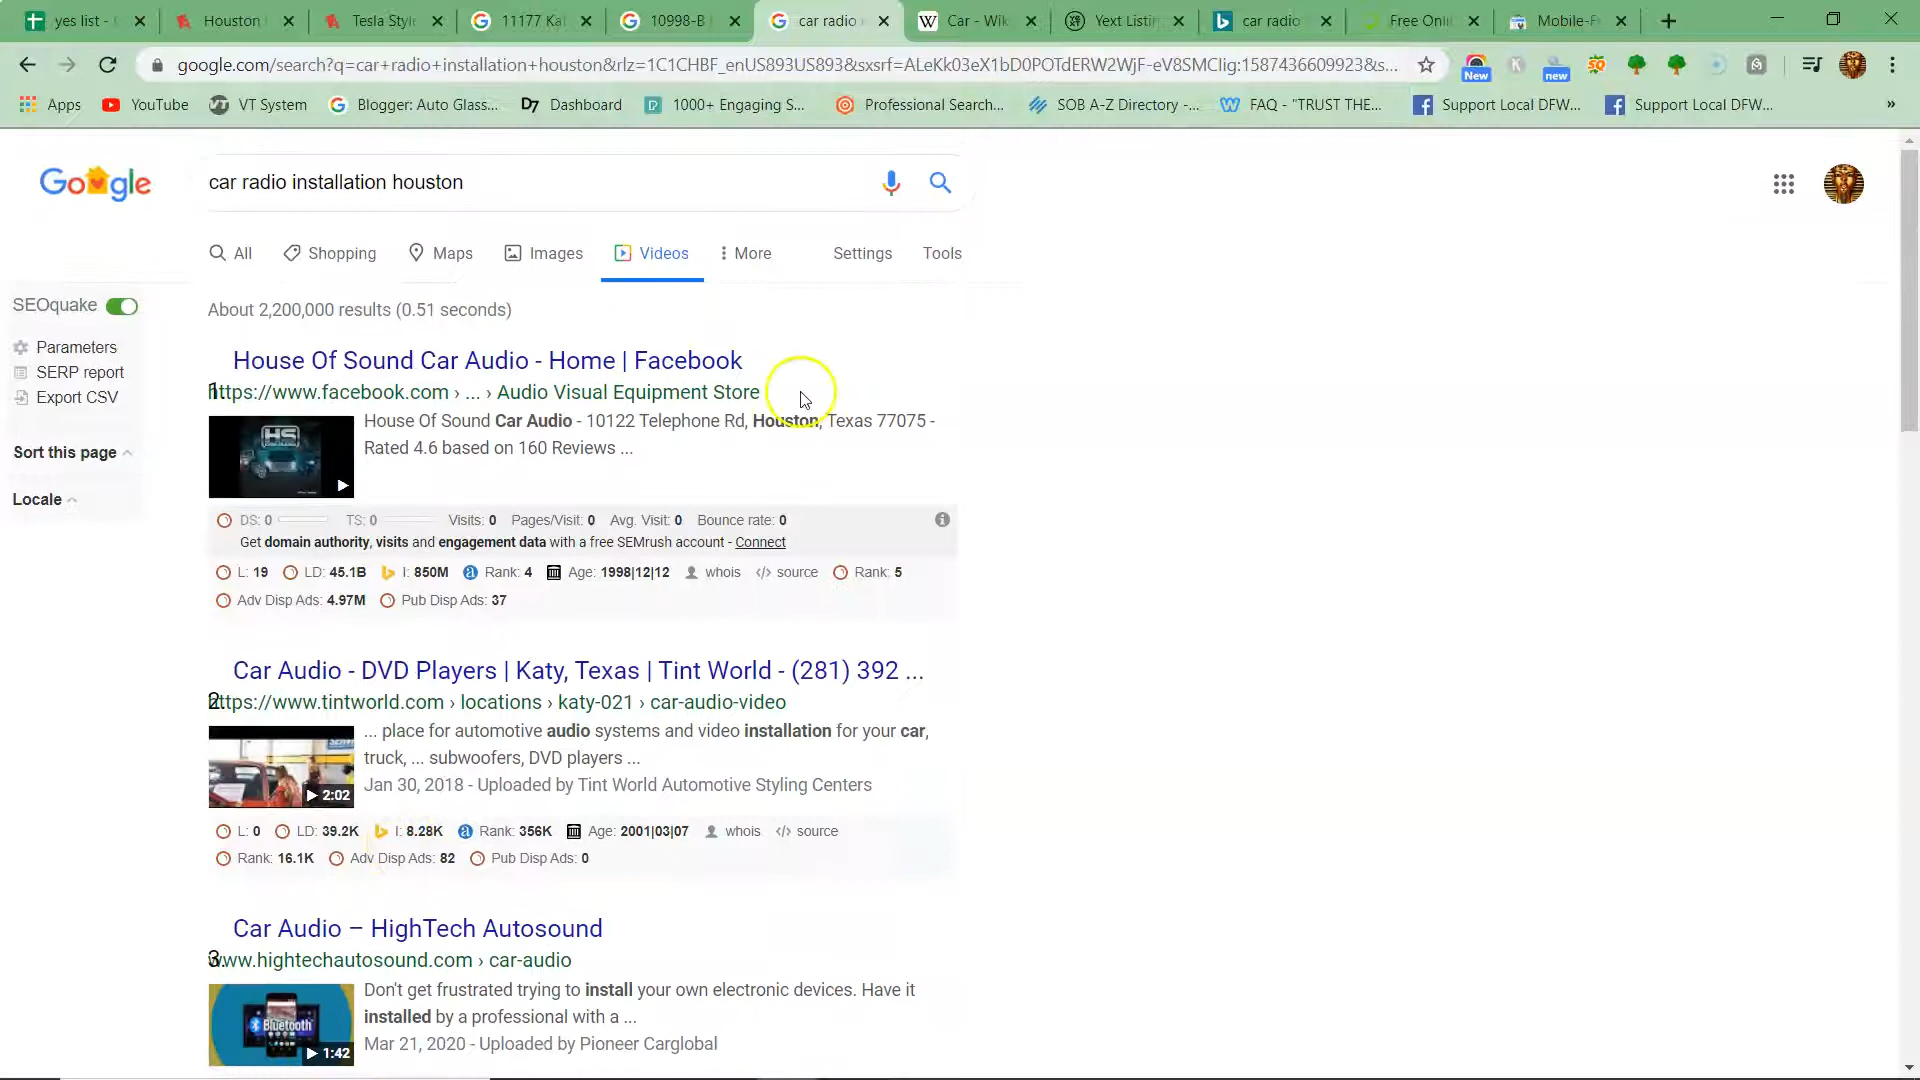 yes list -
Houston
Tesla Style
11177 Ka
10998-B
car radio
Car - Wik
Yext Listin
car radio
Free Onli
Mobile-F
google.com/search?q=car+radio+installation+houston&rlz=1C1CHBF_enUS893US893&sxsrf=ALeKk03eX1bD0POTdERW2WjF-eV8SMCIig:1587436609923&s...
New
new
Apps
YouTube
VT System
Blogger: Auto Glass...
Dashboard
1000+ Engaging S...
Professional Search...
SOB A-Z Directory -...
FAQ - "TRUST THE...
Support Local DFW...
Support Local DFW...
»
Google
car radio installation houston
All
Shopping
Maps
Images
Videos
More
Settings
Tools
SEOquake
Parameters
SERP report
Export CSV
Sort this page
Locale
About 2,200,000 results (0.51 seconds)
House Of Sound Car Audio - Home | Facebook
1.
https://www.facebook.com › ... › Audio Visual Equipment Store
House Of Sound Car Audio - 10122 Telephone Rd, Houston, Texas 77075 -
Rated 4.6 based on 160 Reviews ...
HS
DS: 0 TS: 0 Visits: 0 Pages/Visit: 0 Avg. Visit: 0 Bounce rate: 0
Get domain authority, visits and engagement data with a free SEMrush account - Connect
L: 19 LD: 45.1B I: 850M Rank: 4 Age: 1998|12|12 whois </> source Rank: 5
Adv Disp Ads: 4.97M Pub Disp Ads: 37
Car Audio - DVD Players | Katy, Texas | Tint World - (281) 392 ...
2.
https://www.tintworld.com › locations › katy-021 › car-audio-video
... place for automotive audio systems and video installation for your car,
truck, ... subwoofers, DVD players ...
Jan 30, 2018 - Uploaded by Tint World Automotive Styling Centers
2:02
L: 0 LD: 39.2K I: 8.28K Rank: 356K Age: 2001|03|07 whois </> source
Rank: 16.1K Adv Disp Ads: 82 Pub Disp Ads: 0
Car Audio – HighTech Autosound
3.
www.hightechautosound.com › car-audio
Don't get frustrated trying to install your own electronic devices. Have it
installed by a professional with a ...
Mar 21, 2020 - Uploaded by Pioneer Carglobal
Bluetooth
1:42